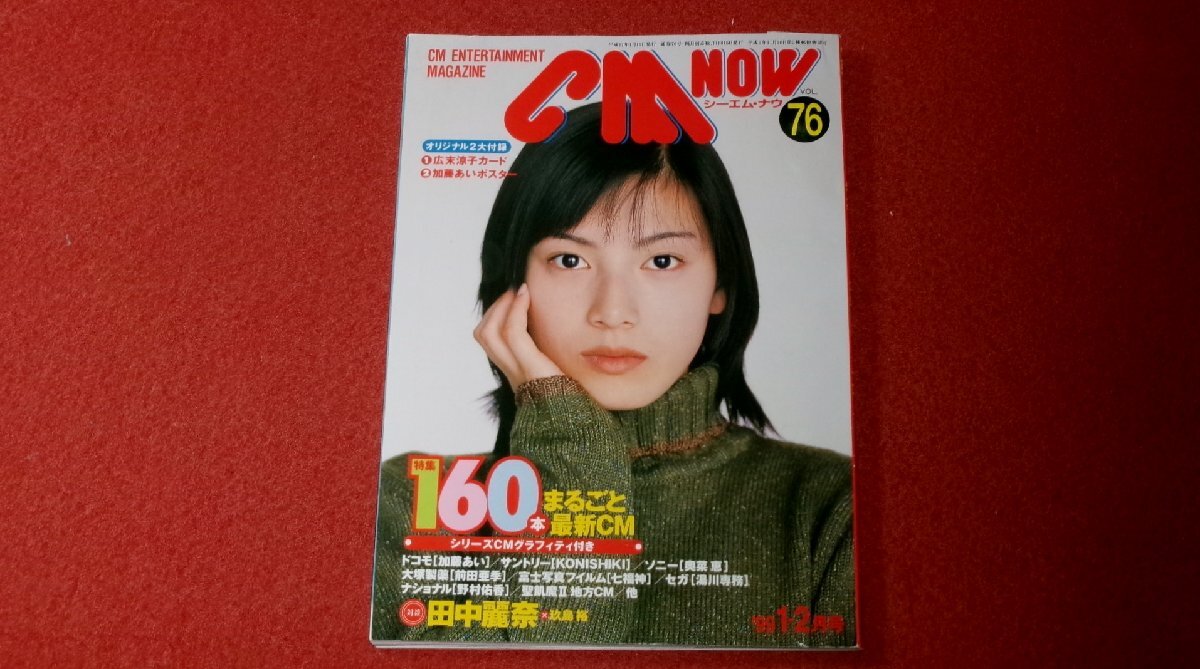 CM ENTERTAINMENT
MAGAZINE
CM NOW
シーエム・ナウ
VOL.
76
オリジナル2大付録
①広末涼子カード
②加藤あいポスター
特集
160本まるごと
最新CM
シリーズCMグラフィティ付き
ドコモ[加藤あい]/サントリー[KONISHIKI]/ソニー[奥菜 恵]
大塚製薬[前田亜季]/富士写真フイルム[七福神]/セガ[湯川専務]
ナショナル[野村佑香]/聖飢魔Ⅱ 地方CM/他
対談 田中麗奈×
'99 1・2月号